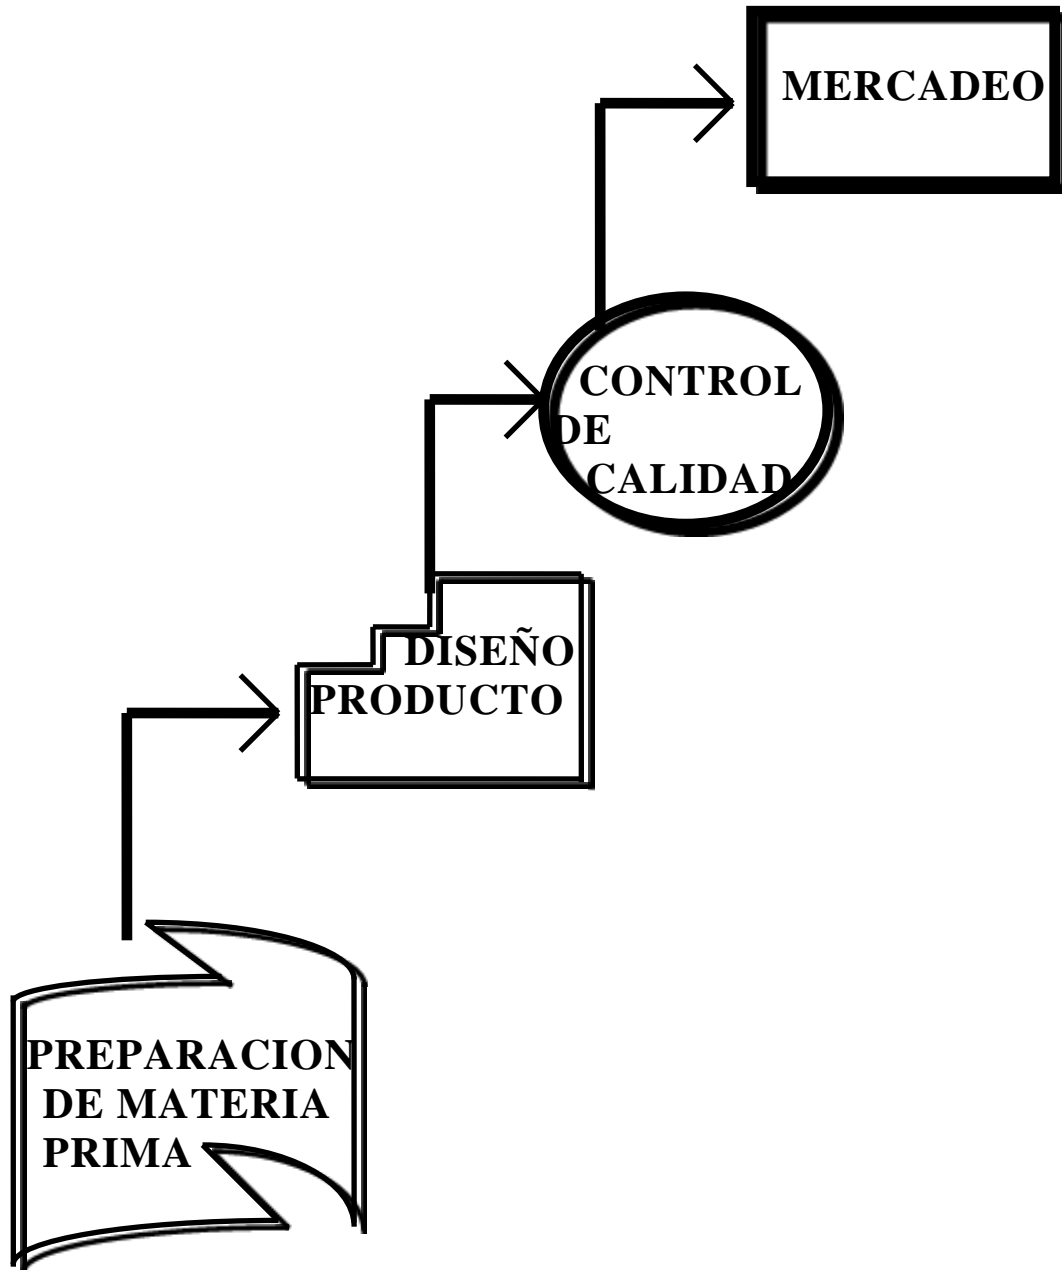 MERCADEO
CONTROL
DE
CALIDAD
DISEÑO
PRODUCTO
PREPARACION
DE MATERIA
PRIMA